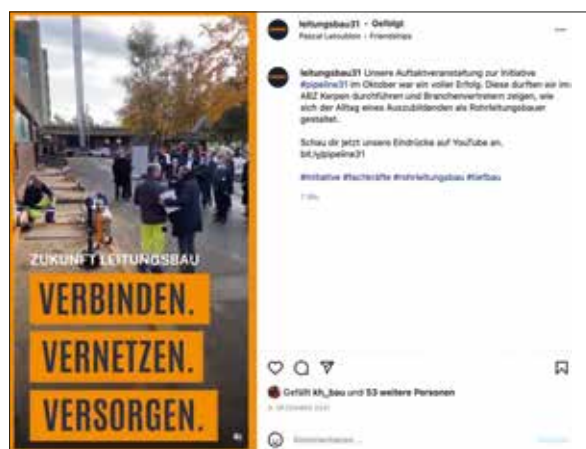 leitungsbau31 · Gefolgt
Pascal Letoublon · Friendships
leitungsbau31 Unsere Auftaktveranstaltung zur Initiative
#pipeline31 im Oktober war ein voller Erfolg. Diese durften wir im
ABZ Kerpen durchführen und Branchenvertretern zeigen, wie
sich der Alltag eines Auszubildenden als Rohrleitungsbauer
gestaltet.
Schau dir jetzt unsere Eindrücke auf YouTube an.
#initiative #fachkräfte #rohrleitungsbau #tiefbau
ZUKUNFT LEITUNGSBAU
VERBINDEN.
VERNETZEN.
VERSORGEN.
Gefällt kh_bau und 53 weitere Personen
DEZEMBER 2021
Kommentieren ...